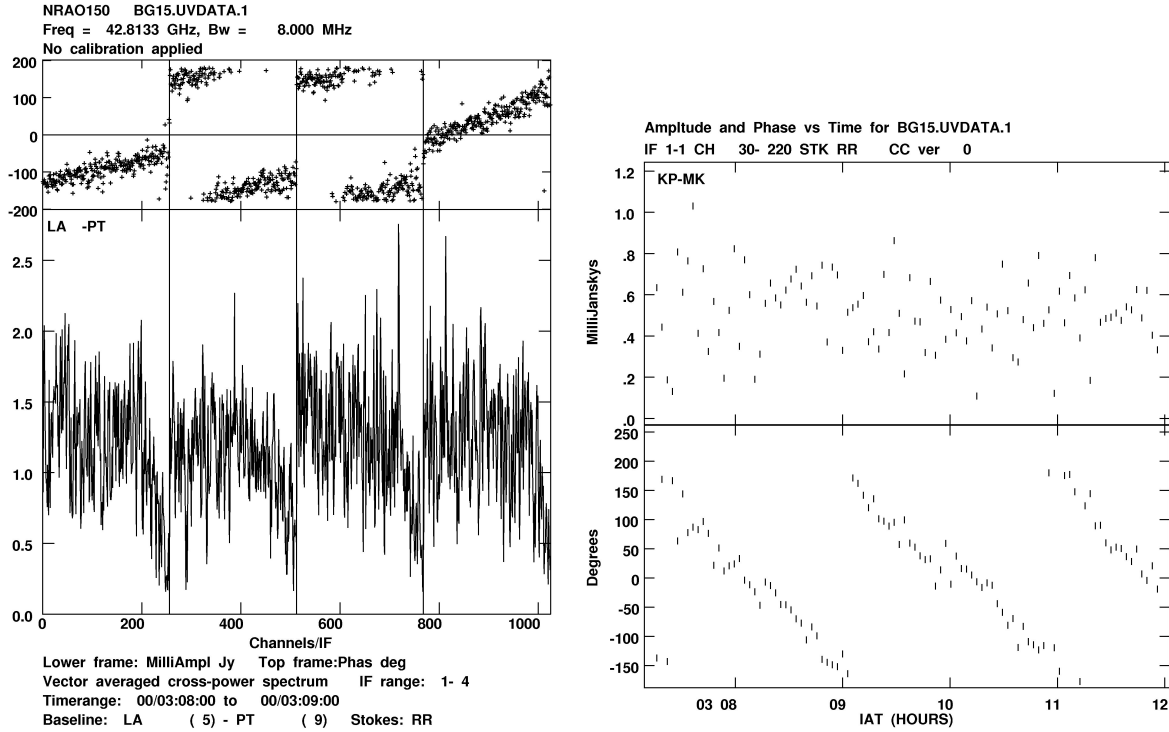 NRAO150 BG15.UVDATA.1
Freq = 42.8133 GHz, Bw = 8.000 MHz
No calibration applied
200
100
0
-100
-200
LA -PT
2.5
2.0
1.5
1.0
0.5
0.0
0 200 400 600 800 1000
Channels/IF
Lower frame: MilliAmpl Jy Top frame:Phas deg
Vector averaged cross-power spectrum IF range: 1- 4
Timerange: 00/03:08:00 to 00/03:09:00
Baseline: LA ( 5) - PT ( 9) Stokes: RR
Ampltude and Phase vs Time for BG15.UVDATA.1
IF 1-1 CH 30- 220 STK RR CC ver 0
KP-MK
1.2
1.0
.8
.6
.4
.2
.0
MilliJanskys
250
200
150
100
50
0
-50
-100
-150
Degrees
03 08 09 10 11 12
IAT (HOURS)